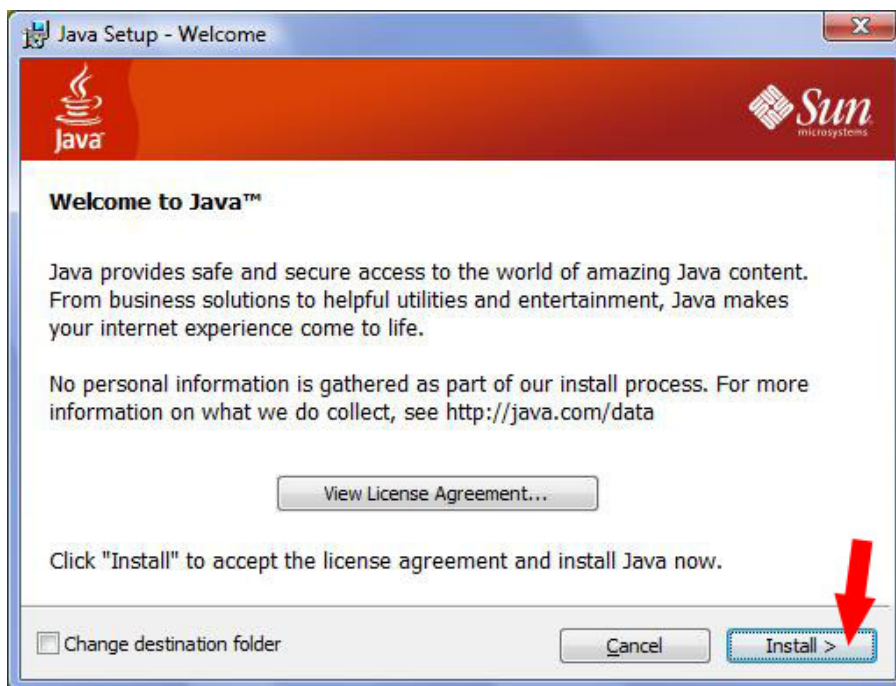 Java Setup - Welcome
Java
Sun
microsystems
Welcome to Java™
Java provides safe and secure access to the world of amazing Java content.
From business solutions to helpful utilities and entertainment, Java makes
your internet experience come to life.
No personal information is gathered as part of our install process. For more
information on what we do collect, see http://java.com/data
View License Agreement...
Click "Install" to accept the license agreement and install Java now.
Change destination folder
Cancel
Install >